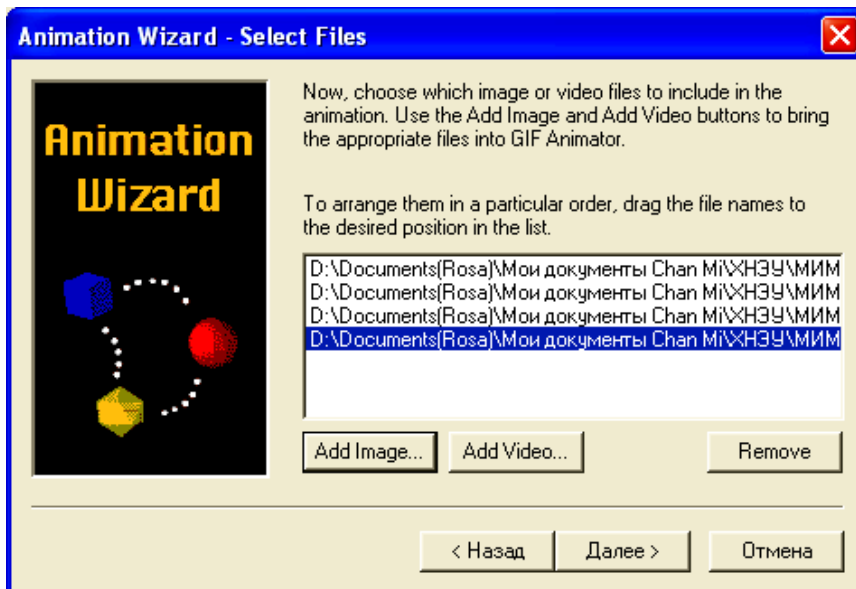 Animation Wizard - Select Files
Animation
Wizard
Now, choose which image or video files to include in the
animation. Use the Add Image and Add Video buttons to bring
the appropriate files into GIF Animator.
To arrange them in a particular order, drag the file names to
the desired position in the list.
D:\Documents(Rosa)\Мои документы Chan Mi\ХНЭУ\МИМ
D:\Documents(Rosa)\Мои документы Chan Mi\ХНЭУ\МИМ
D:\Documents(Rosa)\Мои документы Chan Mi\ХНЭУ\МИМ
D:\Documents(Rosa)\Мои документы Chan Mi\ХНЭУ\МИМ
Add Image... Add Video... Remove
< Назад Далее > Отмена